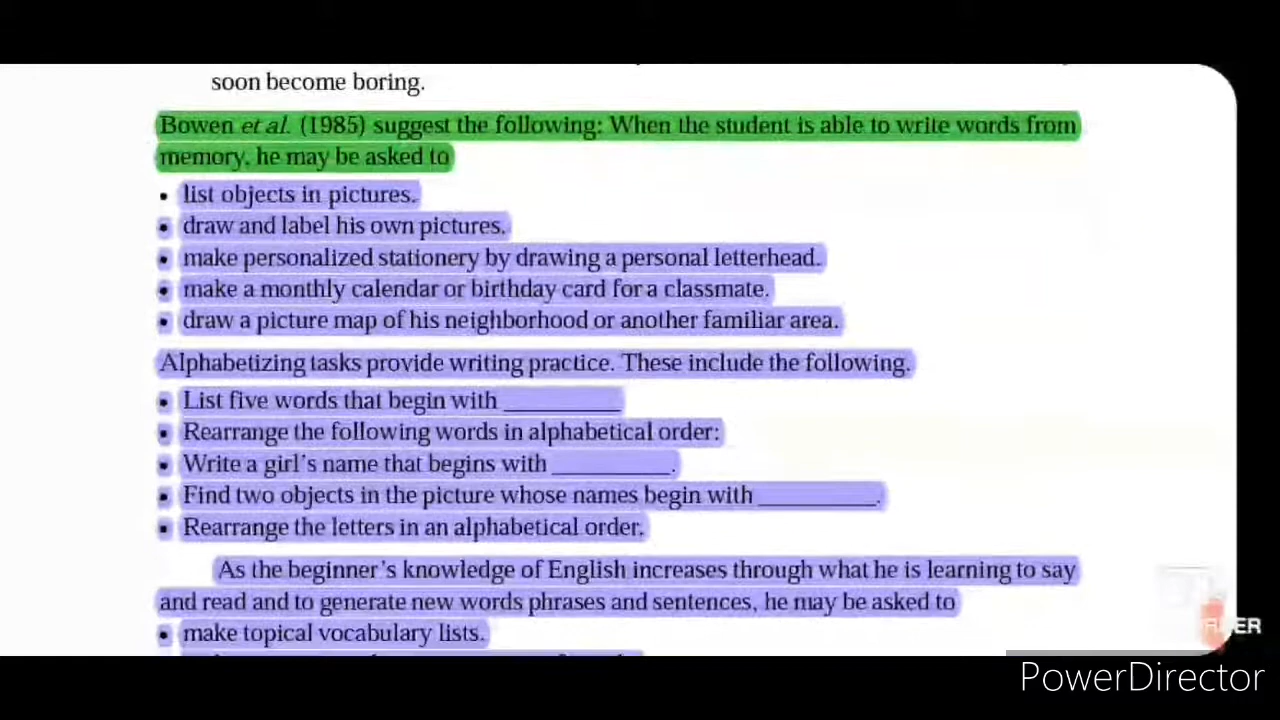 soon become boring.
Bowen et al. (1985) suggest the following: When the student is able to write words from
memory, he may be asked to
• list objects in pictures.
• draw and label his own pictures.
• make personalized stationery by drawing a personal letterhead.
• make a monthly calendar or birthday card for a classmate.
• draw a picture map of his neighborhood or another familiar area.
Alphabetizing tasks provide writing practice. These include the following.
• List five words that begin with __________
• Rearrange the following words in alphabetical order:
• Write a girl's name that begins with __________.
• Find two objects in the picture whose names begin with __________.
• Rearrange the letters in an alphabetical order.
As the beginner's knowledge of English increases through what he is learning to say
and read and to generate new words phrases and sentences, he may be asked to
• make topical vocabulary lists.
PowerDirector